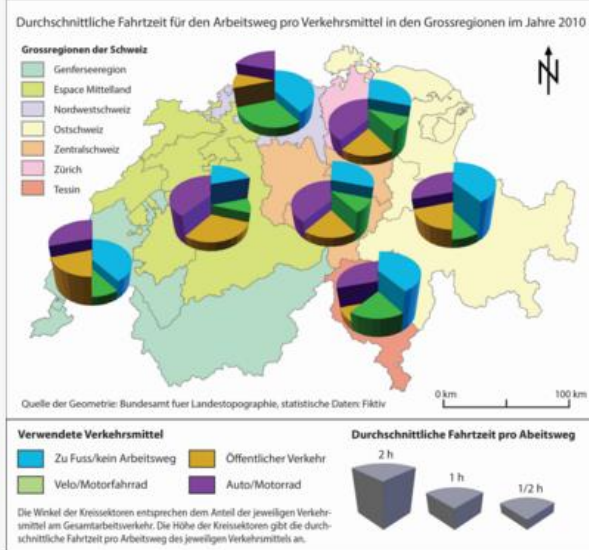 Durchschnittliche Fahrtzeit für den Arbeitsweg pro Verkehrsmittel in den Grossregionen im Jahre 2010
Grossregionen der Schweiz
Genferseeregion
Espace Mittelland
Nordwestschweiz
Ostschweiz
Zentralschweiz
Zürich
Tessin
N
Quelle der Geometrie: Bundesamt fuer Landestopographie, statistische Daten: Fiktiv
0 km
100 km
Verwendete Verkehrsmittel
Zu Fuss/kein Arbeitsweg
Öffentlicher Verkehr
Velo/Motorfahrrad
Auto/Motorrad
Die Winkel der Kreissektoren entsprechen dem Anteil der jeweiligen Verkehr-
smittel am Gesamtarbeitsverkehr. Die Höhe der Kreissektoren gibt die durch-
schnittliche Fahrtzeit pro Arbeitsweg des jeweiligen Verkehrsmittels an.
Durchschnittliche Fahrtzeit pro Abeitsweg
2 h
1 h
1/2 h